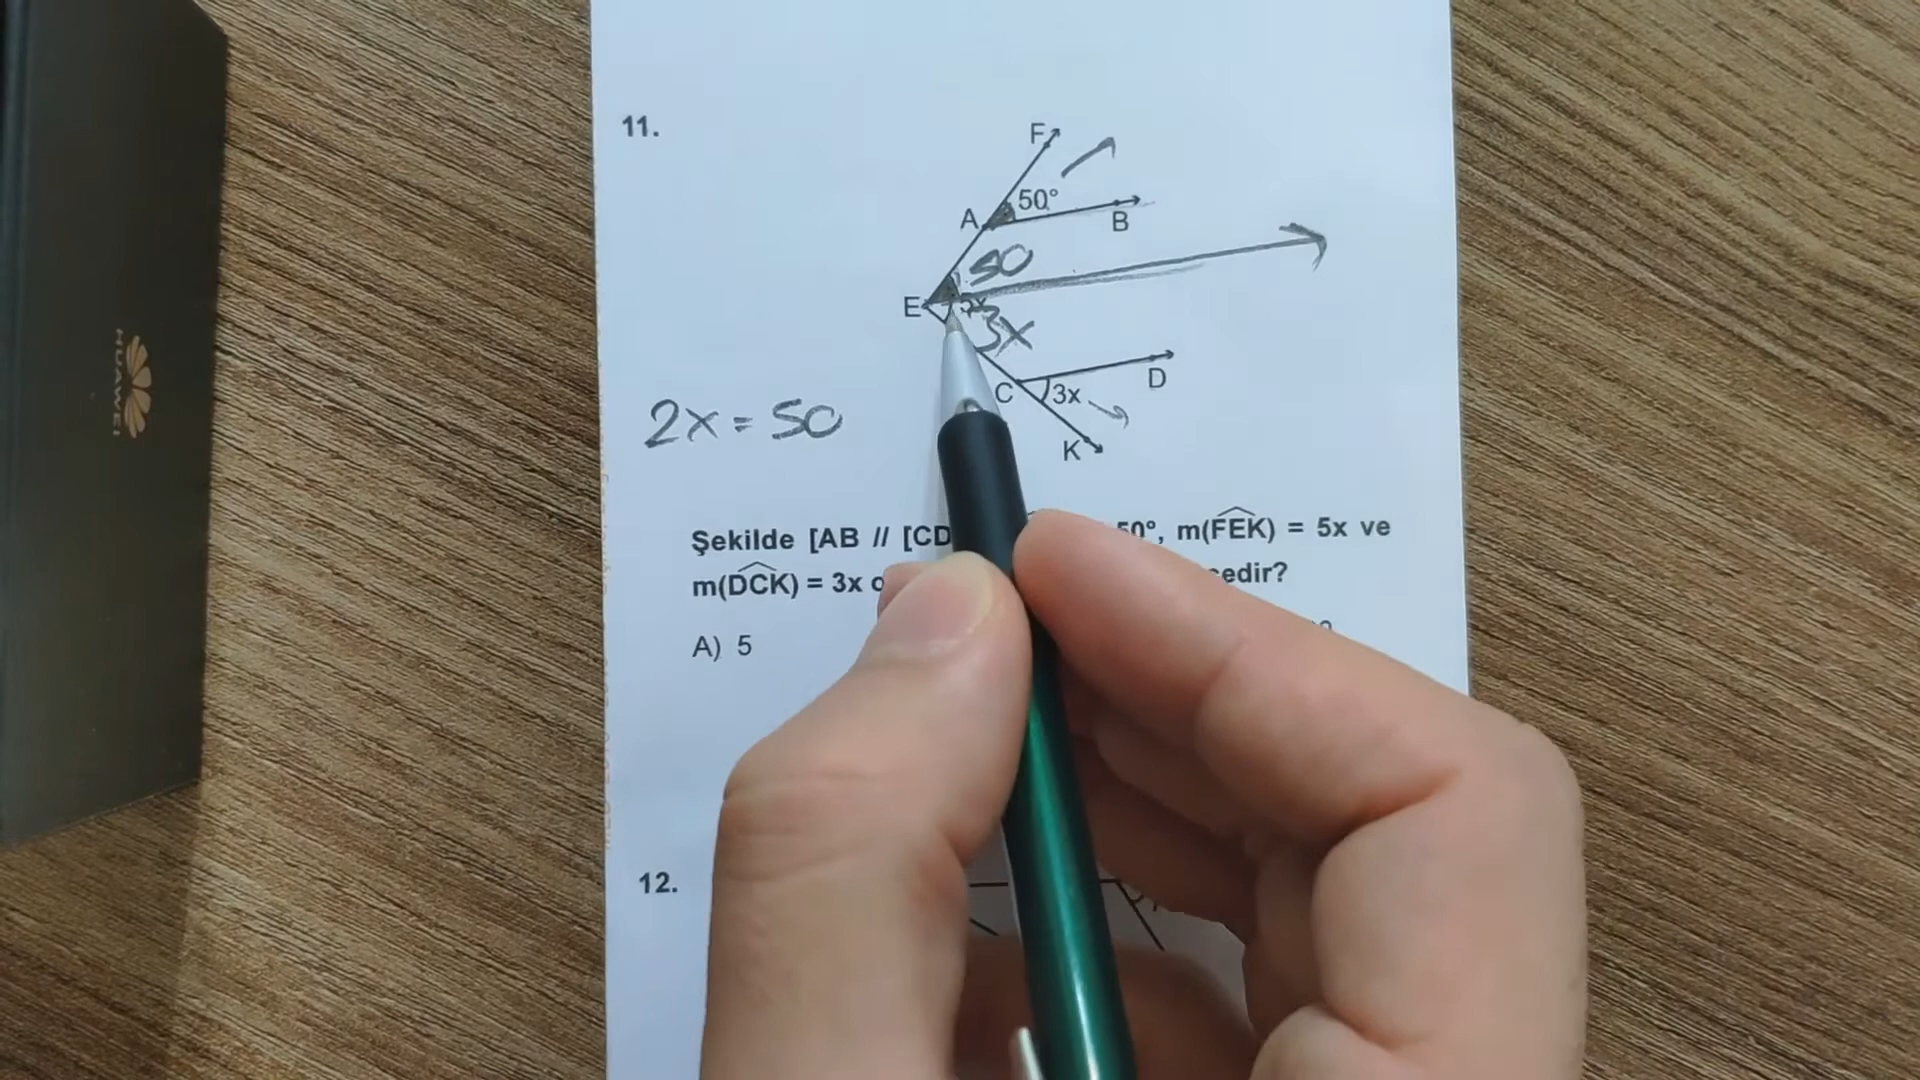 HUAWEI
11.
F
50°
A
B
50
E
5x
3x
C
3x
D
K
2x = 50
Şekilde [AB // [CD 50°, m(FEK) = 5x ve
m(DCK) = 3x
A) 5
12.